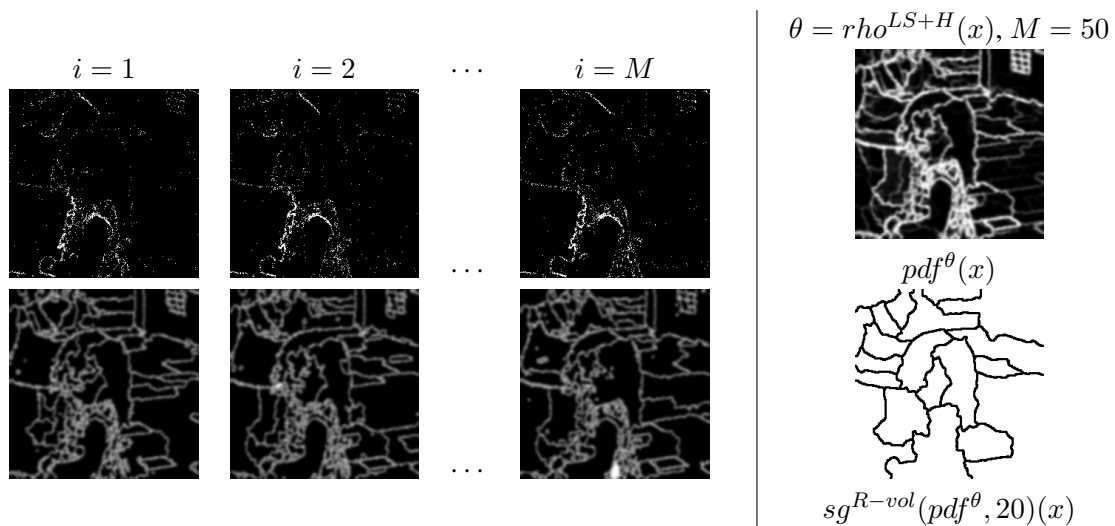 i = 1
i = 2
· · ·
i = M
· · ·
· · ·
θ = rho^{LS+H}(x), M = 50
pdf^θ(x)
sg^{R−vol}(pdf^θ, 20)(x)